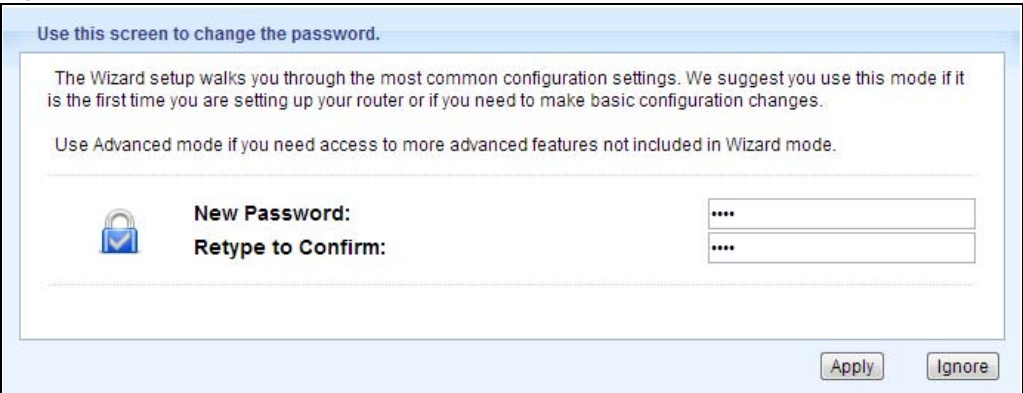 Use this screen to change the password.
The Wizard setup walks you through the most common configuration settings. We suggest you use this mode if it
is the first time you are setting up your router or if you need to make basic configuration changes.
Use Advanced mode if you need access to more advanced features not included in Wizard mode.
New Password: ••••
Retype to Confirm: ••••
Apply Ignore